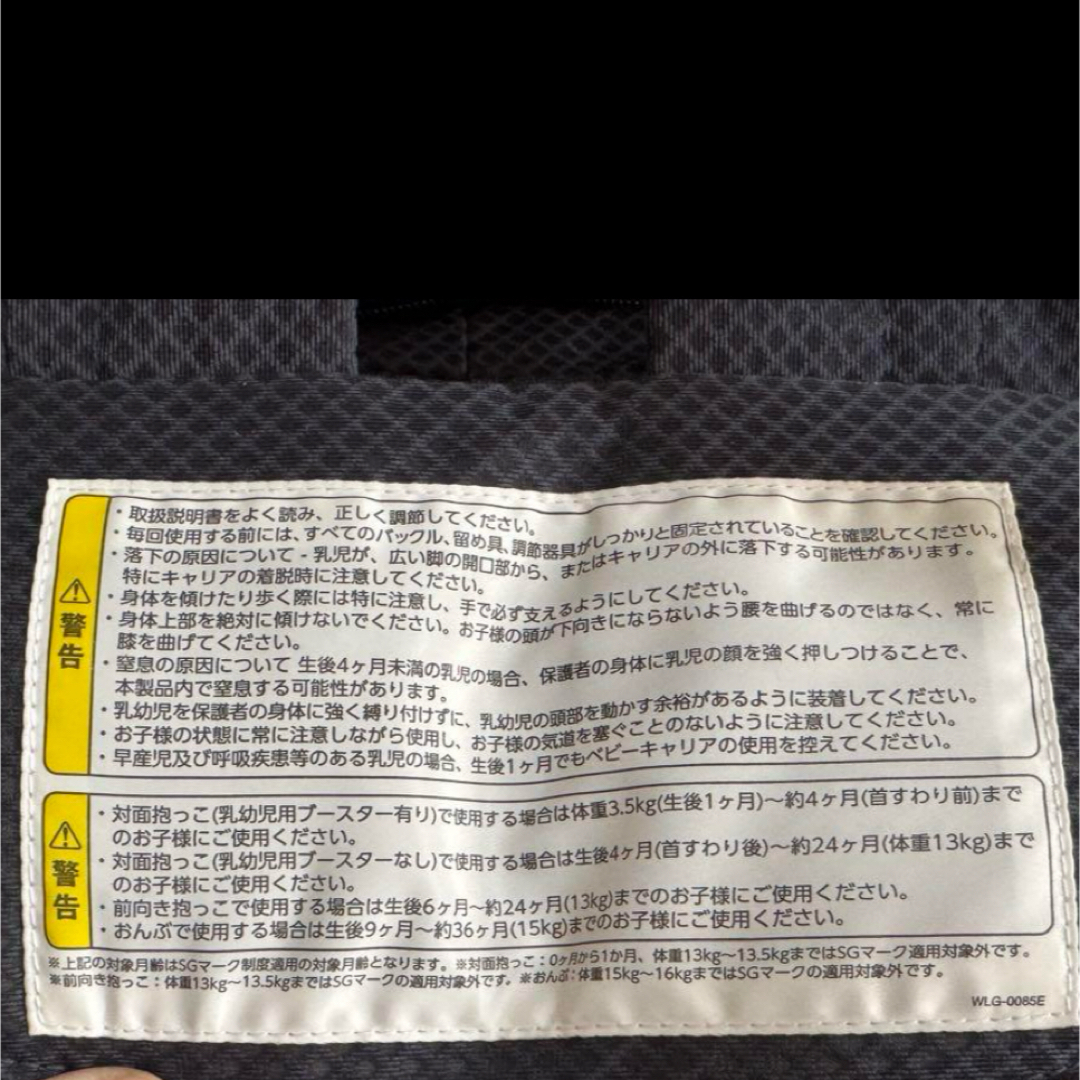 警告
・取扱説明書をよく読み、正しく調節してください。
・毎回使用する前には、すべてのバックル、留め具、調節器具がしっかりと固定されていることを確認してください。
・落下の原因について - 乳児が、広い脚の開口部から、またはキャリアの外に落下する可能性があります。
特にキャリアの着脱時に注意してください。
・身体を傾けたり歩く際には特に注意し、手で必ず支えるようにしてください。
・身体上部を絶対に傾けないでください。お子様の頭が下向きにならないよう腰を曲げるのではなく、常に
膝を曲げてください。
・窒息の原因について 生後4ヶ月未満の乳児の場合、保護者の身体に乳児の顔を強く押しつけることで、
本製品内で窒息する可能性があります。
・乳幼児を保護者の身体に強く縛り付けずに、乳幼児の頭部を動かす余裕があるように装着してください。
・お子様の状態に常に注意しながら使用し、お子様の気道を塞ぐことのないように注意してください。
・早産児及び呼吸疾患等のある乳児の場合、生後1ヶ月でもベビーキャリアの使用を控えてください。
警告
・対面抱っこ(乳幼児用ブースター有り)で使用する場合は体重3.5kg(生後1ヶ月)～約4ヶ月(首すわり前)まで
のお子様にご使用ください。
・対面抱っこ(乳幼児用ブースターなし)で使用する場合は生後4ヶ月(首すわり後)～約24ヶ月(体重13kg)まで
のお子様にご使用ください。
・前向き抱っこで使用する場合は生後6ヶ月～約24ヶ月(13kg)までのお子様にご使用ください。
・おんぶで使用する場合は生後9ヶ月～約36ヶ月(15kg)までのお子様にご使用ください。
※上記の対象月齢はSGマーク制度適用の対象月齢となります。※対面抱っこ：0ヶ月から1か月、体重13kg～13.5kgまではSGマーク適用対象外です。
※前向き抱っこ：体重13kg～13.5kgまではSGマークの適用対象外です。※おんぶ：体重15kg～16kgまではSGマークの適用対象外です。
WLG-0085E